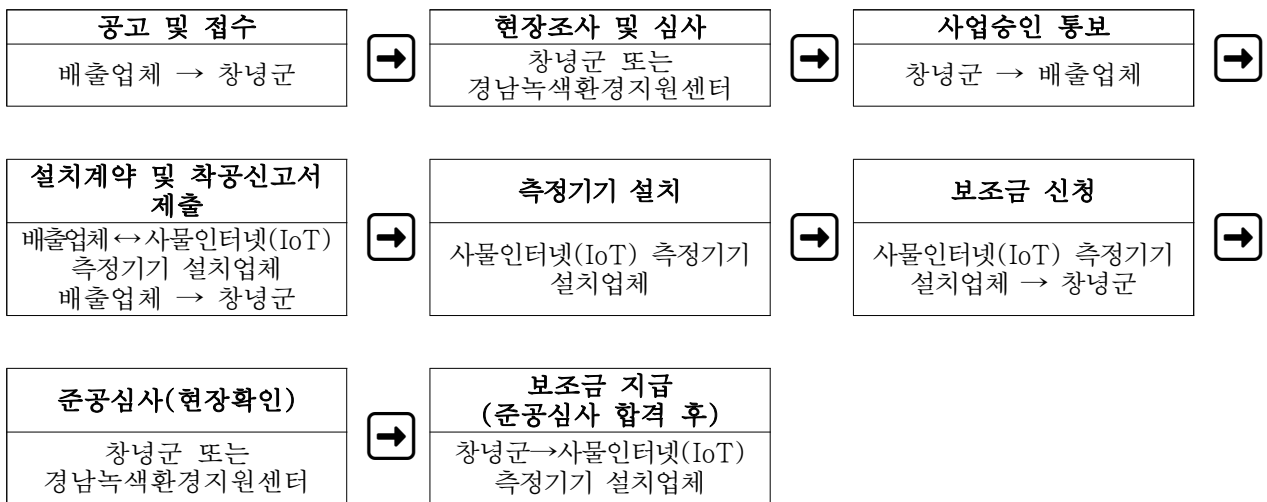 공고 및 접수
배출업체 → 창녕군
현장조사 및 심사
창녕군 또는
경남녹색환경지원센터
사업승인 통보
창녕군 → 배출업체
설치계약 및 착공신고서
제출
배출업체↔사물인터넷(IoT)
측정기기 설치업체
배출업체 → 창녕군
측정기기 설치
사물인터넷(IoT) 측정기기
설치업체
보조금 신청
사물인터넷(IoT) 측정기기
설치업체 → 창녕군
준공심사(현장확인)
창녕군 또는
경남녹색환경지원센터
보조금 지급
(준공심사 합격 후)
창녕군→사물인터넷(IoT)
측정기기 설치업체